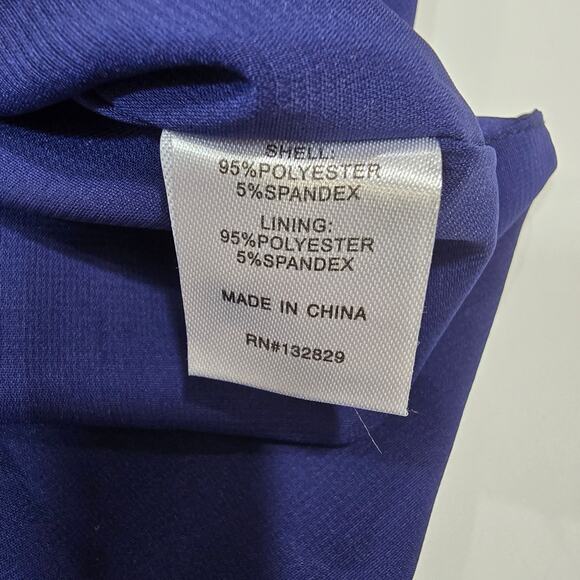 SHELL:
95%POLYESTER
5%SPANDEX
LINING:
95%POLYESTER
5%SPANDEX
MADE IN CHINA
RN#132829